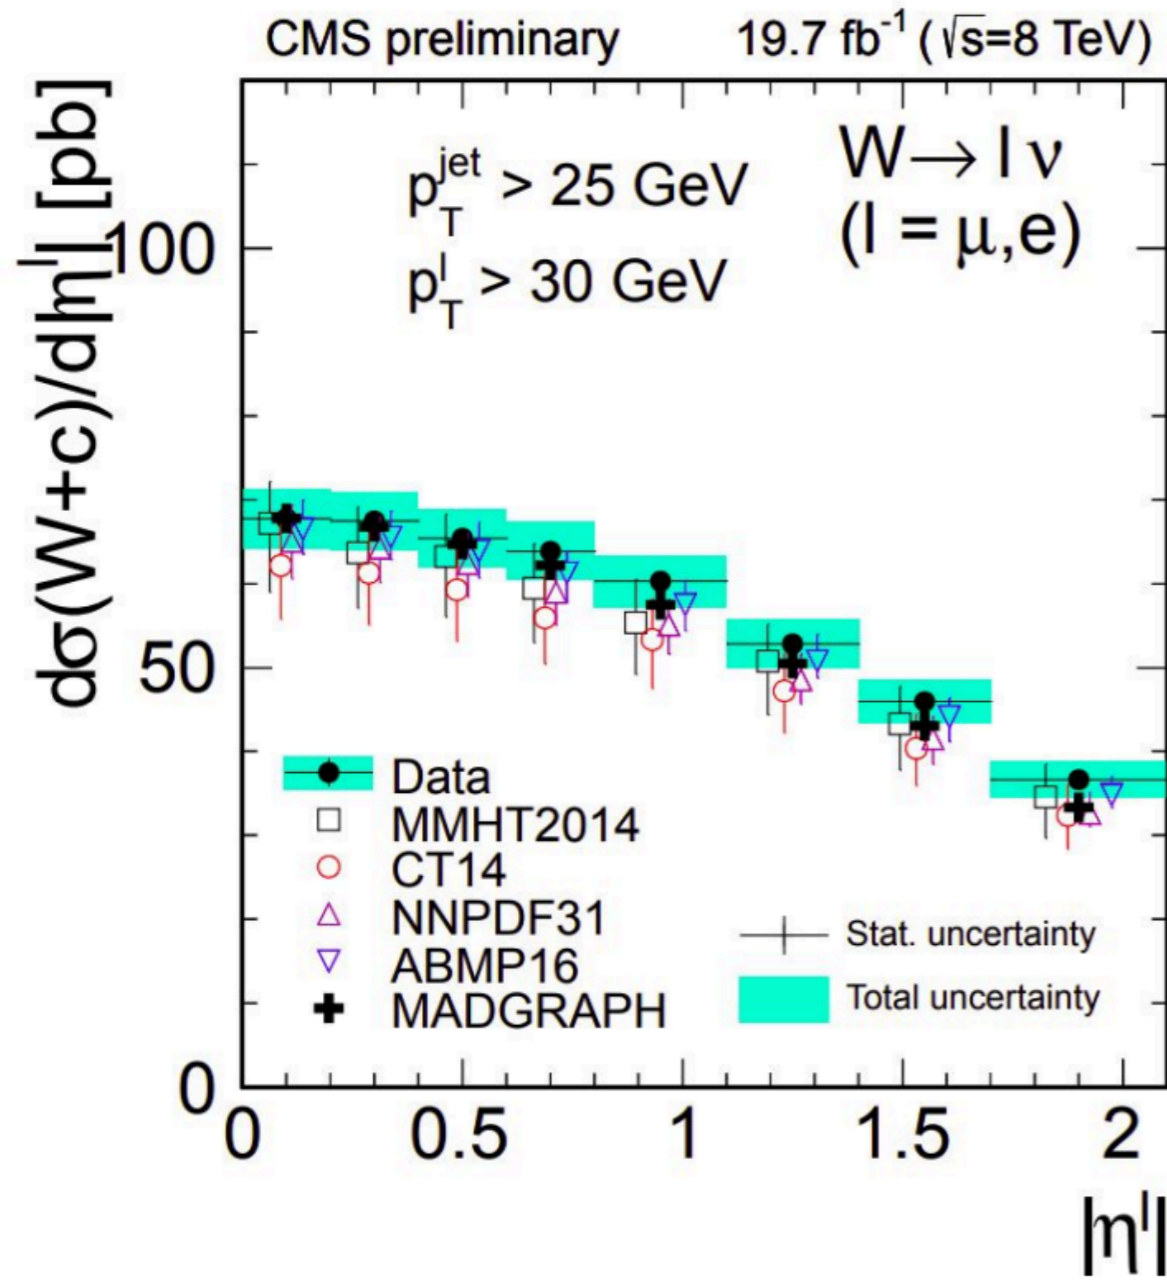 CMS preliminary 19.7 fb⁻¹ (√s=8 TeV)
dσ(W+c)/d|ηˡ| [pb]
p_T^jet > 25 GeV
p_T^l > 30 GeV
W→ l ν
(l = μ,e)
100
50
0
Data
MMHT2014
CT14
NNPDF31
ABMP16
MADGRAPH
Stat. uncertainty
Total uncertainty
0 0.5 1 1.5 2
|ηˡ|